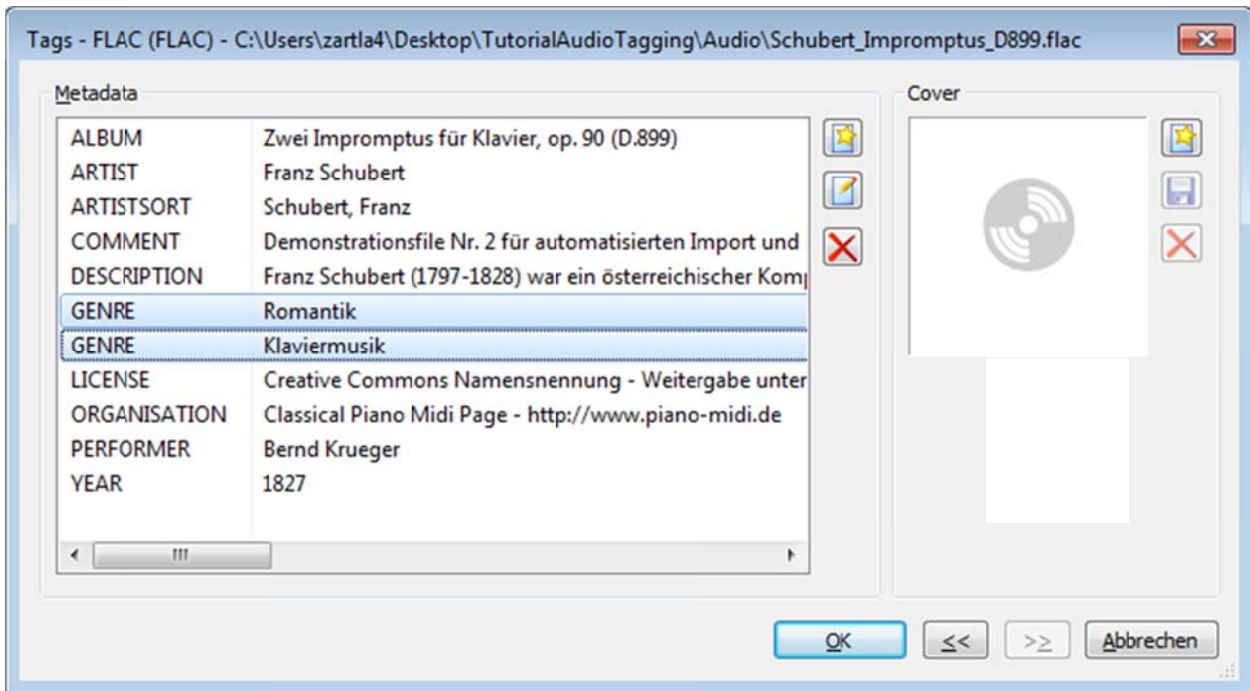 Tags - FLAC (FLAC) - C:\Users\zartla4\Desktop\TutorialAudioTagging\Audio\Schubert_Impromptus_D899.flac
Metadata
ALBUM Zwei Impromptus für Klavier, op. 90 (D.899)
ARTIST Franz Schubert
ARTISTSORT Schubert, Franz
COMMENT Demonstrationsfile Nr. 2 für automatisierten Import und
DESCRIPTION Franz Schubert (1797-1828) war ein österreichischer Komp
GENRE Romantik
GENRE Klaviermusik
LICENSE Creative Commons Namensnennung - Weitergabe unter
ORGANISATION Classical Piano Midi Page - http://www.piano-midi.de
PERFORMER Bernd Krueger
YEAR 1827
Cover
OK << >> Abbrechen